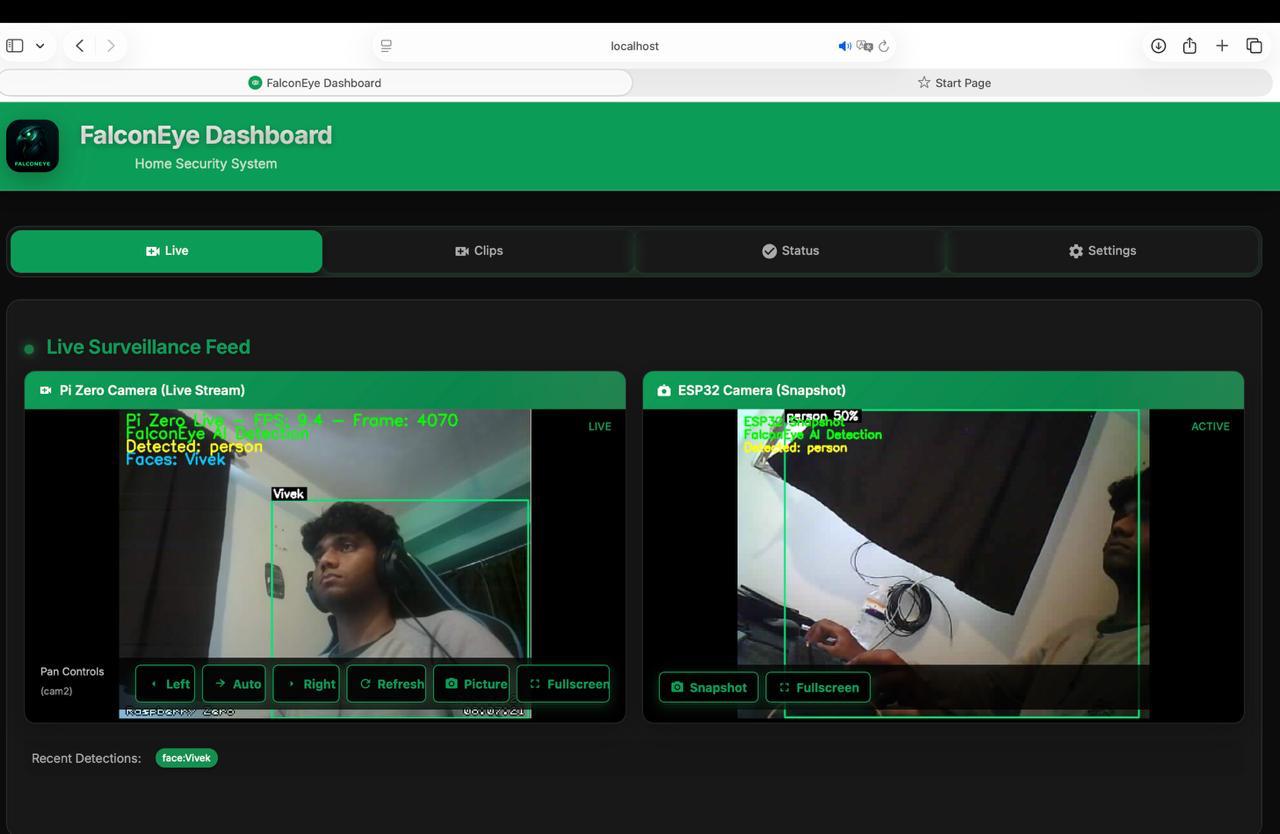 localhost
FalconEye Dashboard
Start Page
FALCONEYE
FalconEye Dashboard
Home Security System
Live
Clips
Status
Settings
Live Surveillance Feed
Pi Zero Camera (Live Stream)
Pi Zero Live - FPS: 9.4 - Frame: 4070
FalconEye AI Detection
Detected: person
Faces: Vivek
LIVE
Vivek
Pan Controls
(cam2)
Left
Auto
Right
Refresh
Picture
Fullscreen
Raspberry Zero
ESP32 Camera (Snapshot)
person 50%
ESP32 Snapshot
FalconEye AI Detection
Detected: person
ACTIVE
Snapshot
Fullscreen
Recent Detections:
face:Vivek